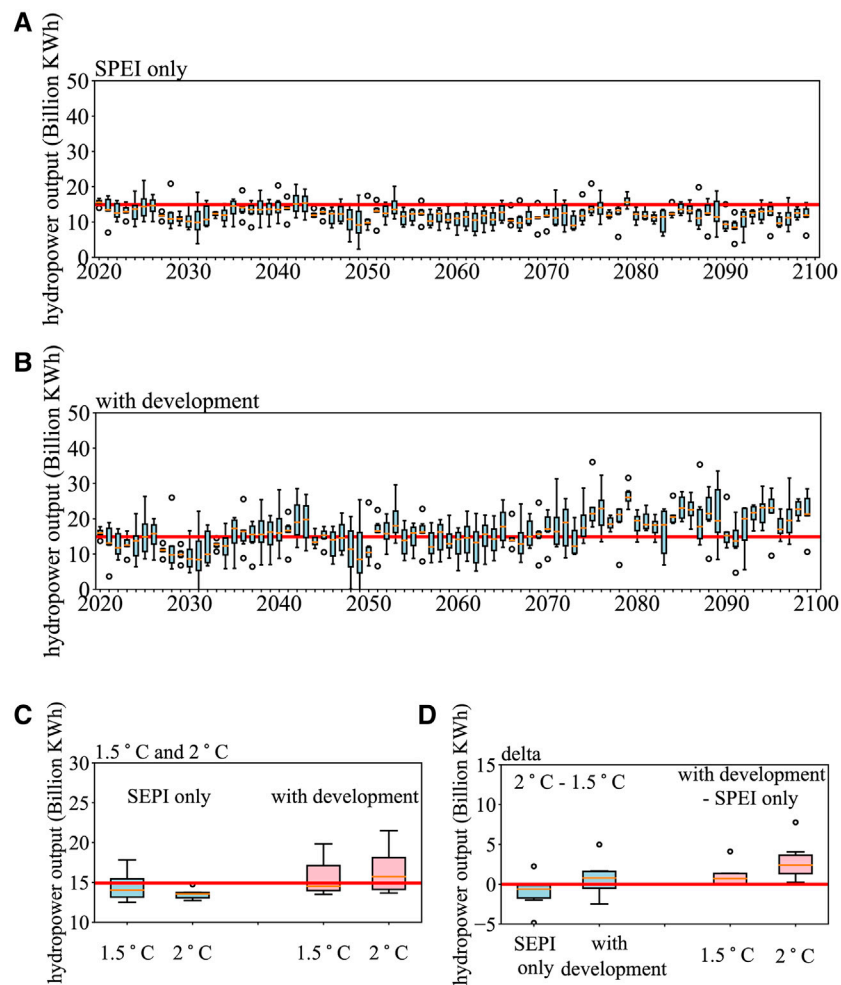 A
SPEI only
hydropower output (Billion KWh)
50
40
30
20
10
0
2020 2030 2040 2050 2060 2070 2080 2090 2100
B
with development
hydropower output (Billion KWh)
50
40
30
20
10
0
2020 2030 2040 2050 2060 2070 2080 2090 2100
C
1.5°C and 2°C
hydropower output (Billion KWh)
30
25
20
15
10
SEPI only
with development
1.5°C 2°C 1.5°C 2°C
D
delta
hydropower output (Billion KWh)
15
10
5
0
−5
2°C - 1.5°C
with development
- SPEI only
SEPI
only
with
development
1.5°C 2°C